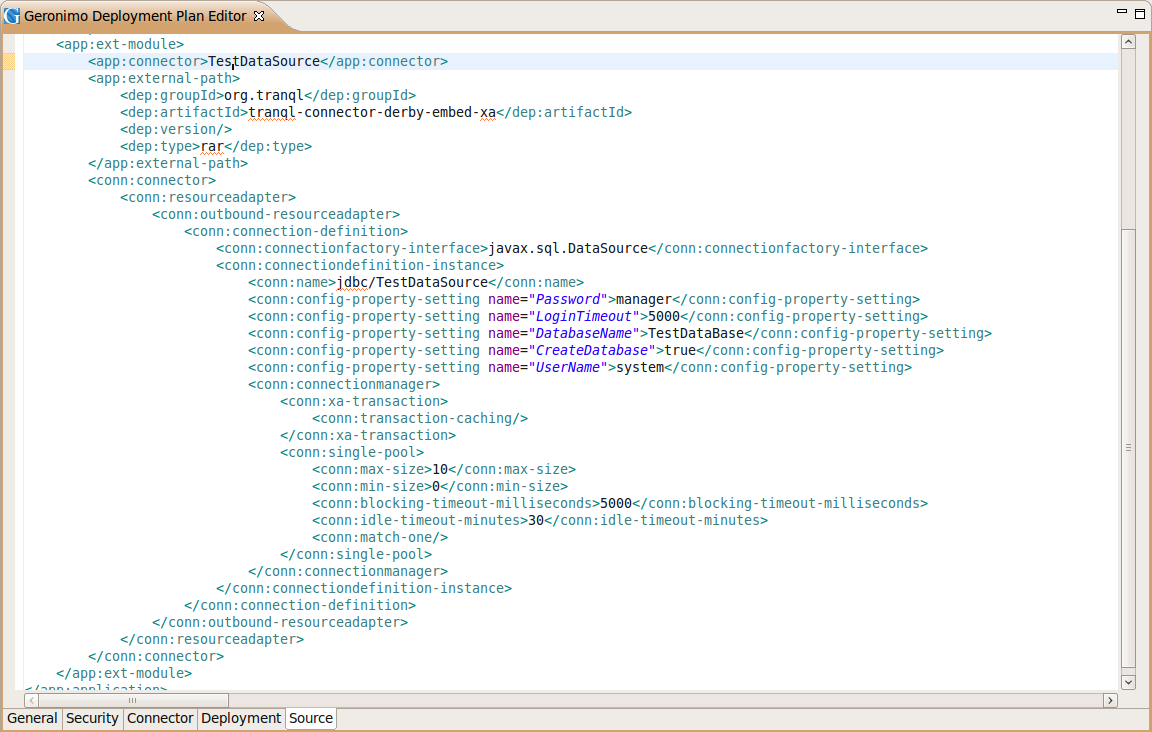 Geronimo Deployment Plan Editor
<app:ext-module>
<app:connector>TestDataSource</app:connector>
<app:external-path>
<dep:groupId>org.tranql</dep:groupId>
<dep:artifactId>tranql-connector-derby-embed-xa</dep:artifactId>
<dep:version/>
<dep:type>rar</dep:type>
</app:external-path>
<conn:connector>
<conn:resourceadapter>
<conn:outbound-resourceadapter>
<conn:connection-definition>
<conn:connectionfactory-interface>javax.sql.DataSource</conn:connectionfactory-interface>
<conn:connectiondefinition-instance>
<conn:name>jdbc/TestDataSource</conn:name>
<conn:config-property-setting name="Password">manager</conn:config-property-setting>
<conn:config-property-setting name="LoginTimeout">5000</conn:config-property-setting>
<conn:config-property-setting name="DatabaseName">TestDataBase</conn:config-property-setting>
<conn:config-property-setting name="CreateDatabase">true</conn:config-property-setting>
<conn:config-property-setting name="UserName">system</conn:config-property-setting>
<conn:connectionmanager>
<conn:xa-transaction>
<conn:transaction-caching/>
</conn:xa-transaction>
<conn:single-pool>
<conn:max-size>10</conn:max-size>
<conn:min-size>0</conn:min-size>
<conn:blocking-timeout-milliseconds>5000</conn:blocking-timeout-milliseconds>
<conn:idle-timeout-minutes>30</conn:idle-timeout-minutes>
<conn:match-one/>
</conn:single-pool>
</conn:connectionmanager>
</conn:connectiondefinition-instance>
</conn:connection-definition>
</conn:outbound-resourceadapter>
</conn:resourceadapter>
</conn:connector>
</app:ext-module>
</app:application>
General Security Connector Deployment Source